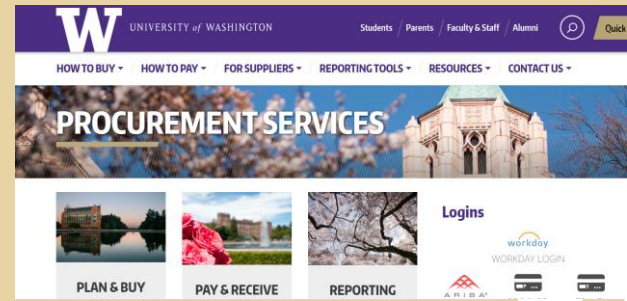 W UNIVERSITY of WASHINGTON
Students / Parents / Faculty & Staff / Alumni
Quick
HOW TO BUY
HOW TO PAY
FOR SUPPLIERS
REPORTING TOOLS
RESOURCES
CONTACT US
PROCUREMENT SERVICES
Logins
workday
WORKDAY LOGIN
PLAN & BUY
PAY & RECEIVE
REPORTING
ARIBA